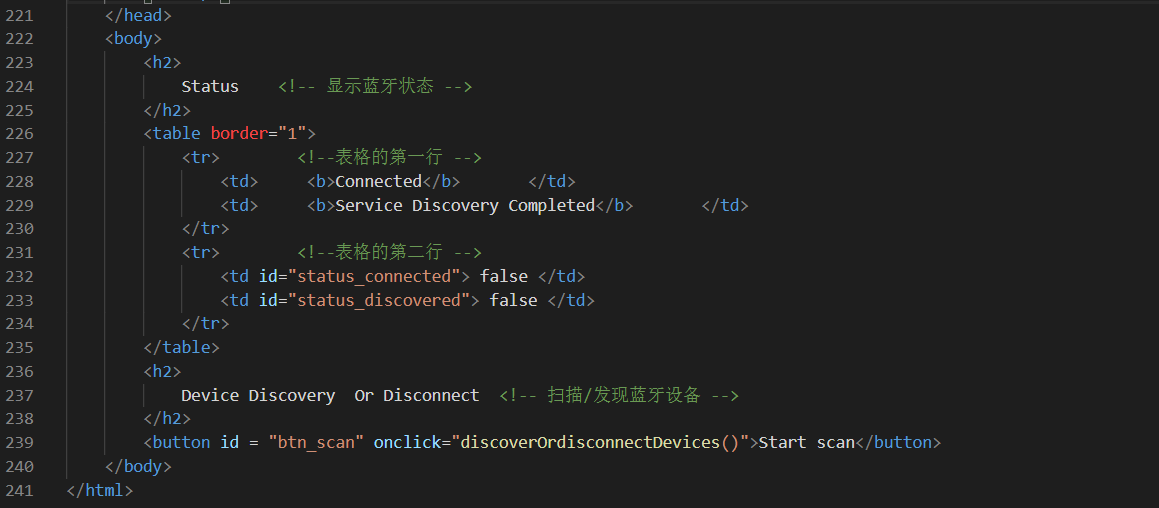 221 </head>
222 <body>
223 <h2>
224 Status <!-- 显示蓝牙状态 -->
225 </h2>
226 <table border="1">
227 <tr> <!--表格的第一行 -->
228 <td> <b>Connected</b> </td>
229 <td> <b>Service Discovery Completed</b> </td>
230 </tr>
231 <tr> <!--表格的第二行 -->
232 <td id="status_connected"> false </td>
233 <td id="status_discovered"> false </td>
234 </tr>
235 </table>
236 <h2>
237 Device Discovery  Or Disconnect <!-- 扫描/发现蓝牙设备 -->
238 </h2>
239 <button id = "btn_scan" onclick="discoverOrdisconnectDevices()">Start scan</button>
240 </body>
241 </html>